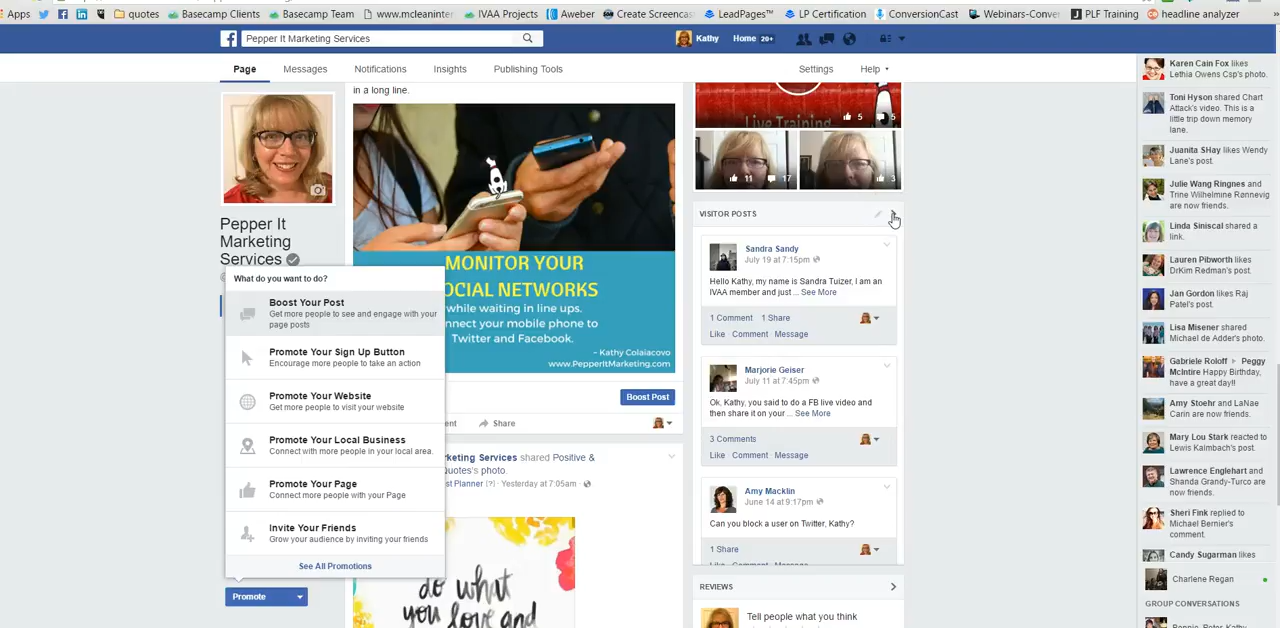 Apps quotes Basecamp Clients Basecamp Team www.mcleaninter IVAA Projects Aweber Create Screencas LeadPages™ LP Certification ConversionCast Webinars-Conver PLF Training headline analyzer »
Pepper It Marketing Services
Kathy Home 20+
Page Messages Notifications Insights Publishing Tools Settings Help
in a long line.
MONITOR YOUR
OCIAL NETWORKS
while waiting in line ups.
nnect your mobile phone to
Twitter and Facebook.
- Kathy Colaiacovo
www.PepperItMarketing.com
Boost Post
ent Share
rketing Services shared Positive &
Quotes's photo.
st Planner [?] · Yesterday at 7:05am ·
do what
you love and
Pepper It
Marketing
Services
What do you want to do?
Boost Your Post
Get more people to see and engage with your
page posts
Promote Your Sign Up Button
Encourage more people to take an action
Promote Your Website
Get more people to visit your website
Promote Your Local Business
Connect with more people in your local area.
Promote Your Page
Connect more people with your Page
Invite Your Friends
Grow your audience by inviting your friends
See All Promotions
Promote
Live Training
5 5
11 17 3
VISITOR POSTS
Sandra Sandy
July 19 at 7:15pm
Hello Kathy, my name is Sandra Tuizer, I am an
IVAA member and just ... See More
1 Comment 1 Share
Like · Comment · Message
Marjorie Geiser
July 11 at 7:45pm
Ok, Kathy, you said to do a FB live video and
then share it on your ... See More
3 Comments
Like · Comment · Message
Amy Macklin
June 14 at 9:17pm
Can you block a user on Twitter, Kathy?
1 Share
Like · Comment · Message
REVIEWS
Tell people what you think
Karen Cain Fox likes
Lethia Owens Csp's photo.
Toni Hyson shared Chart
Attack's video. This is a
little trip down memory
lane.
Juanita SHay likes Wendy
Lane's post.
Julie Wang Ringnes and
Trine Wilhelmine Rønnevig
are now friends.
Linda Siniscal shared a
link.
Lauren Pibworth likes
DrKim Redman's post.
Jan Gordon likes Raj
Patel's post.
Lisa Misener shared
Michael de Adder's photo.
Gabriele Roloff ▸ Peggy
McIntire Happy Birthday,
have a great day!!
Amy Stoehr and LaNae
Carin are now friends.
Mary Lou Stark reacted to
Lewis Kalmbach's post.
Lawrence Englehart and
Shanda Grandy-Turco are
now friends.
Sheri Fink replied to
Michael Bernier's
comment.
Candy Sugarman likes
Charlene Regan
GROUP CONVERSATIONS